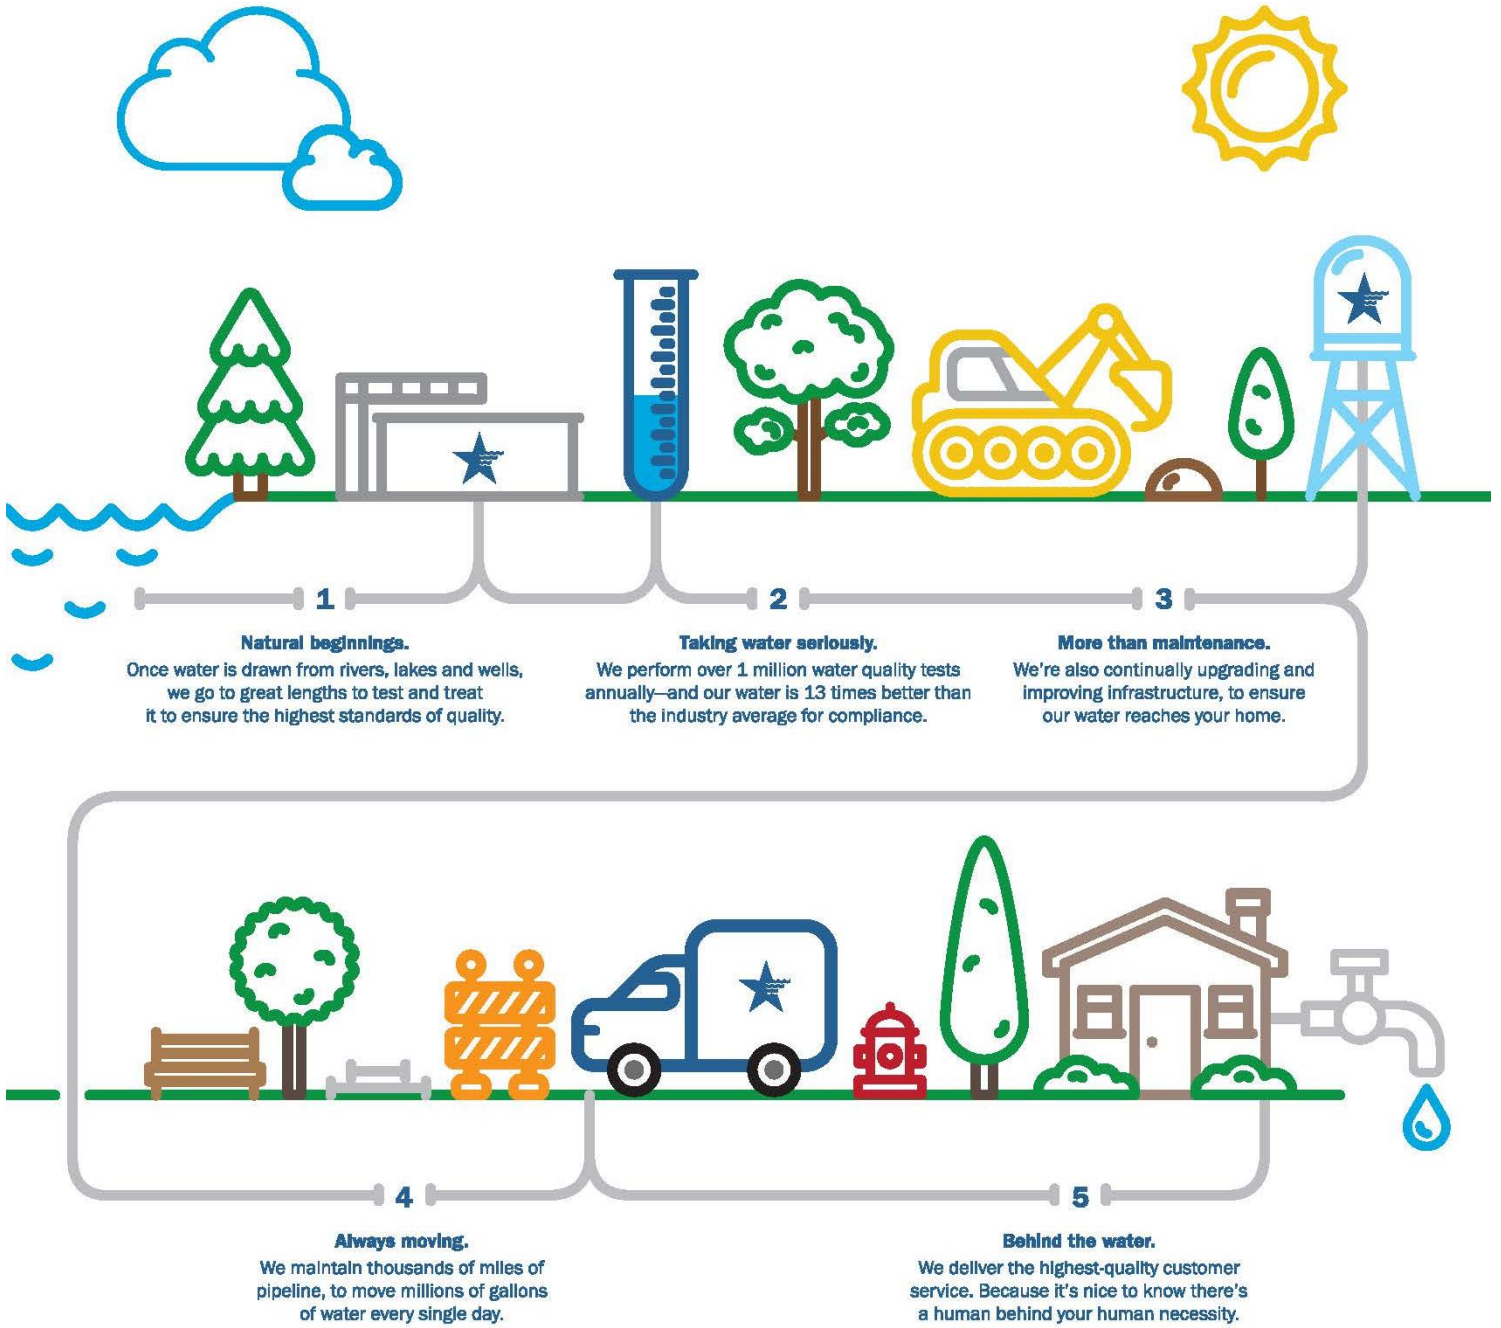 1
Natural beginnings.
Once water is drawn from rivers, lakes and wells,
we go to great lengths to test and treat
it to ensure the highest standards of quality.
2
Taking water seriously.
We perform over 1 million water quality tests
annually—and our water is 13 times better than
the industry average for compliance.
3
More than maintenance.
We're also continually upgrading and
improving infrastructure, to ensure
our water reaches your home.
4
Always moving.
We maintain thousands of miles of
pipeline, to move millions of gallons
of water every single day.
5
Behind the water.
We deliver the highest-quality customer
service. Because it's nice to know there's
a human behind your human necessity.